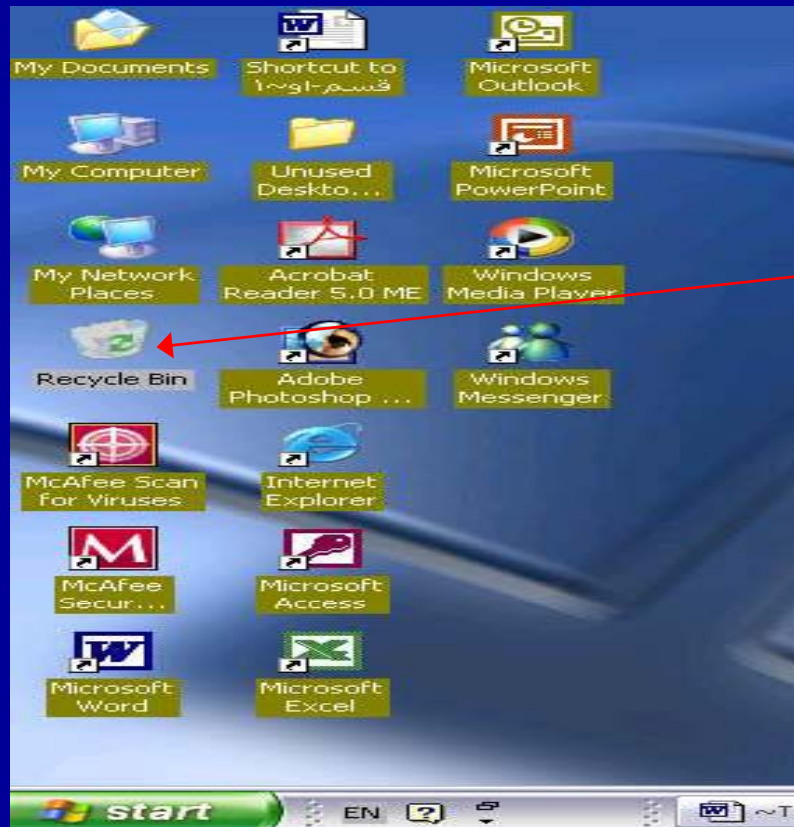 My Documents
Shortcut to
قسم-او~١
Microsoft
Outlook
My Computer
Unused
Deskto...
Microsoft
PowerPoint
My Network
Places
Acrobat
Reader 5.0 ME
Windows
Media Player
Recycle Bin
Adobe
Photoshop ...
Windows
Messenger
McAfee Scan
for Viruses
Internet
Explorer
McAfee
Secur...
Microsoft
Access
Microsoft
Word
Microsoft
Excel
start
EN
~T